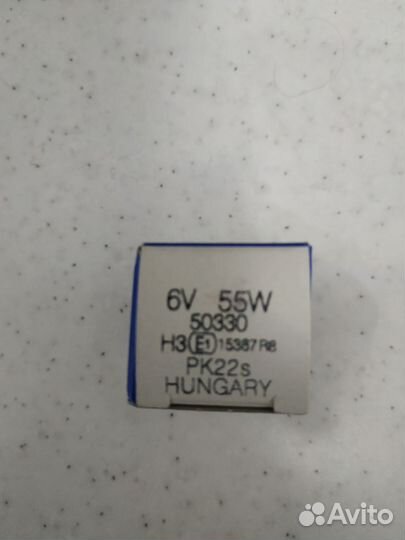 6V 55W
50330
H3 E1 15387 R8
PK22s
HUNGARY
Avito